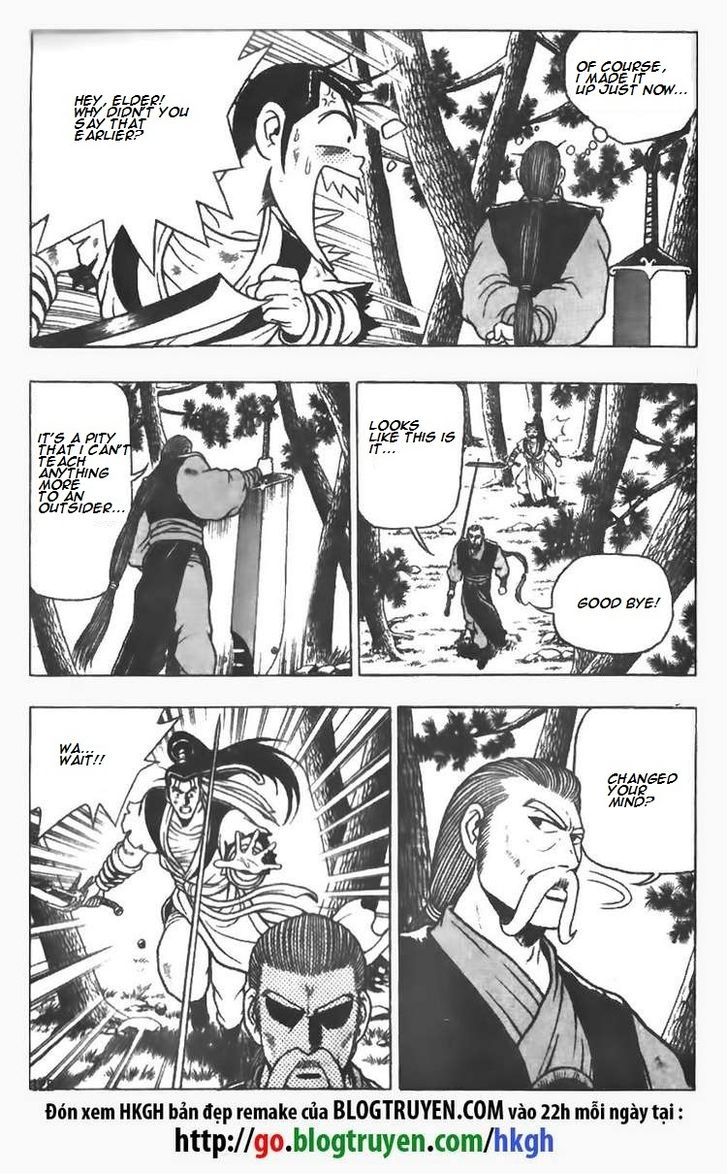 HEY, ELDER!
WHY DIDN'T YOU
SAY THAT
EARLIER?
OF COURSE,
I MADE IT
UP JUST NOW...
IT'S A PITY
THAT I CAN'T
TEACH
ANYTHING
MORE
TO AN
OUTSIDER...
LOOKS
LIKE THIS IS
IT...
GOOD BYE!
WA...
WAIT!!
CHANGED
YOUR
MIND?
Đón xem HKGH bản đẹp remake của BLOGTRUYEN.COM vào 22h mỗi ngày tại :
http://go.blogtruyen.com/hkgh